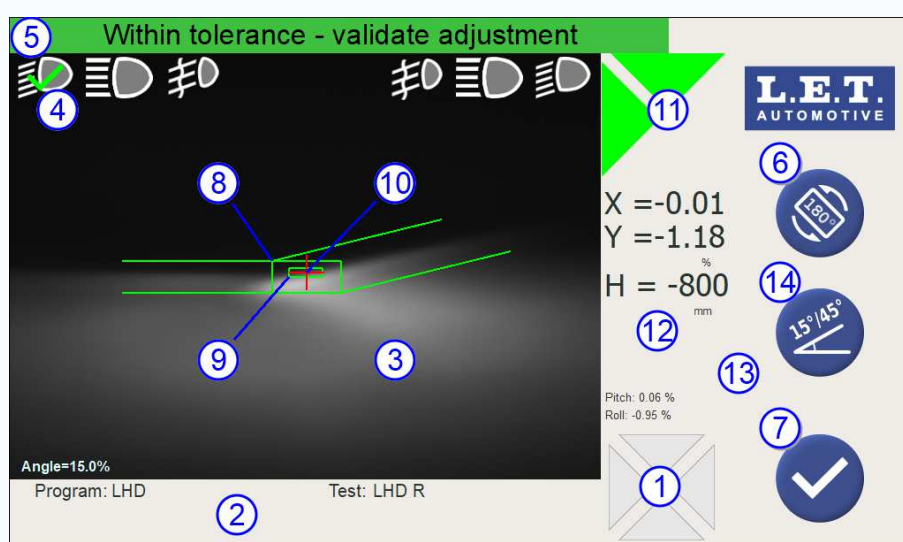 5
Within tolerance - validate adjustment
4
11
L.E.T.
AUTOMOTIVE
6
8
10
180°
X =-0.01
Y =-1.18
%
H = -800
mm
14
15°/45°
12
9
3
13
Pitch: 0.06 %
Roll: -0.95 %
7
Angle=15.0%
1
Program: LHD
Test: LHD R
2